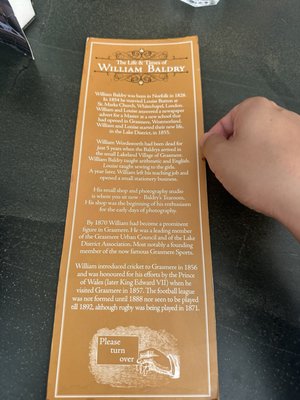 The Life & Times of
WILLIAM BALDRY
William Baldry was born in Norfolk in 1828.
In 1854 he married Louise Button at
St. Marks Church, Whitechapel, London.
William and Louise answered a newspaper
advert for a Master at a new school that
had opened in Grasmere, Westmorland.
William and Louise started their new life,
in the Lake District, in 1855.
William Wordsworth had been dead for
just 5 years when the Baldrys arrived in
the small Lakeland Village of Grasmere.
William Baldry taught arithmetic and English.
Louise taught sewing to the girls.
A year later, William left his teaching job and
opened a small stationery business.
His small shop and photography studio
is where you sit now - Baldry's Tearoom.
His shop was the beginning of his enthusiasm
for the early days of photography.
By 1870 William had become a prominent
figure in Grasmere. He was a leading member
of the Grasmere Urban Council and of the Lake
District Association. Most notably a founding
member of the now famous Grasmere Sports.
William introduced cricket to Grasmere in 1856
and was honoured for his efforts by the Prince
of Wales (later King Edward VII) when he
visited Grasmere in 1857. The football league
was not formed until 1888 nor seen to be played
till 1892, although rugby was being played in 1871.
Please
turn
over